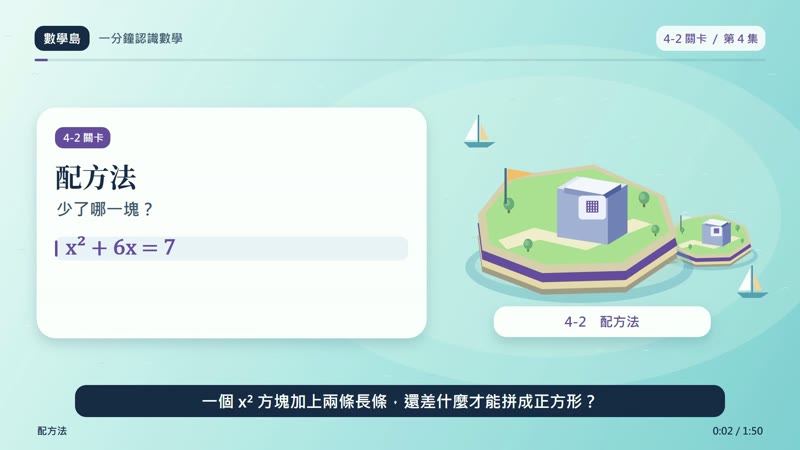 數學島 一分鐘認識數學
4-2 關卡 / 第 4 集
4-2 關卡
配方法
少了哪一塊？
x² + 6x = 7
4-2 配方法
一個 x² 方塊加上兩條長條，還差什麼才能拼成正方形？
配方法
0:02 / 1:50